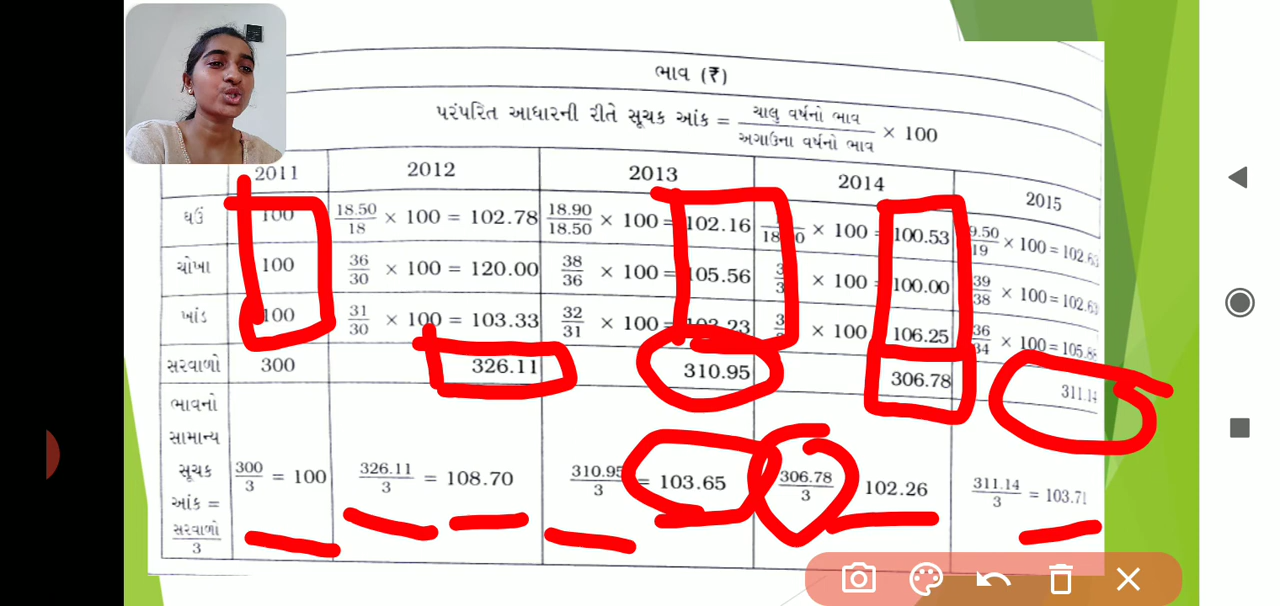 ભાવ (₹)
પરંપરિત આધારની રીતે સૂચક આંક = ચાલુ વર્ષનો ભાવ / અગાઉના વર્ષનો ભાવ × 100
2011 2012 2013 2014 2015
ઘઉં 100 18.50/18 × 100 = 102.78 18.90/18.50 × 100 = 102.16 × 100 = 100.53 × 100 = 102.63
ચોખા 100 36/30 × 100 = 120.00 38/36 × 100 = 105.56 × 100 = 100.00 39/38 × 100 = 102.63
ખાંડ 100 31/30 × 100 = 103.33 32/31 × 100 = × 100 106.25 36/34 × 100 =
સરવાળો 300 326.11 310.95 306.78 311.14
ભાવનો
સામાન્ય
સૂચક 300/3 = 100 326.11/3 = 108.70 310.95/3 = 103.65 306.78/3 102.26 311.14/3 = 103.71
આંક =
સરવાળો/3